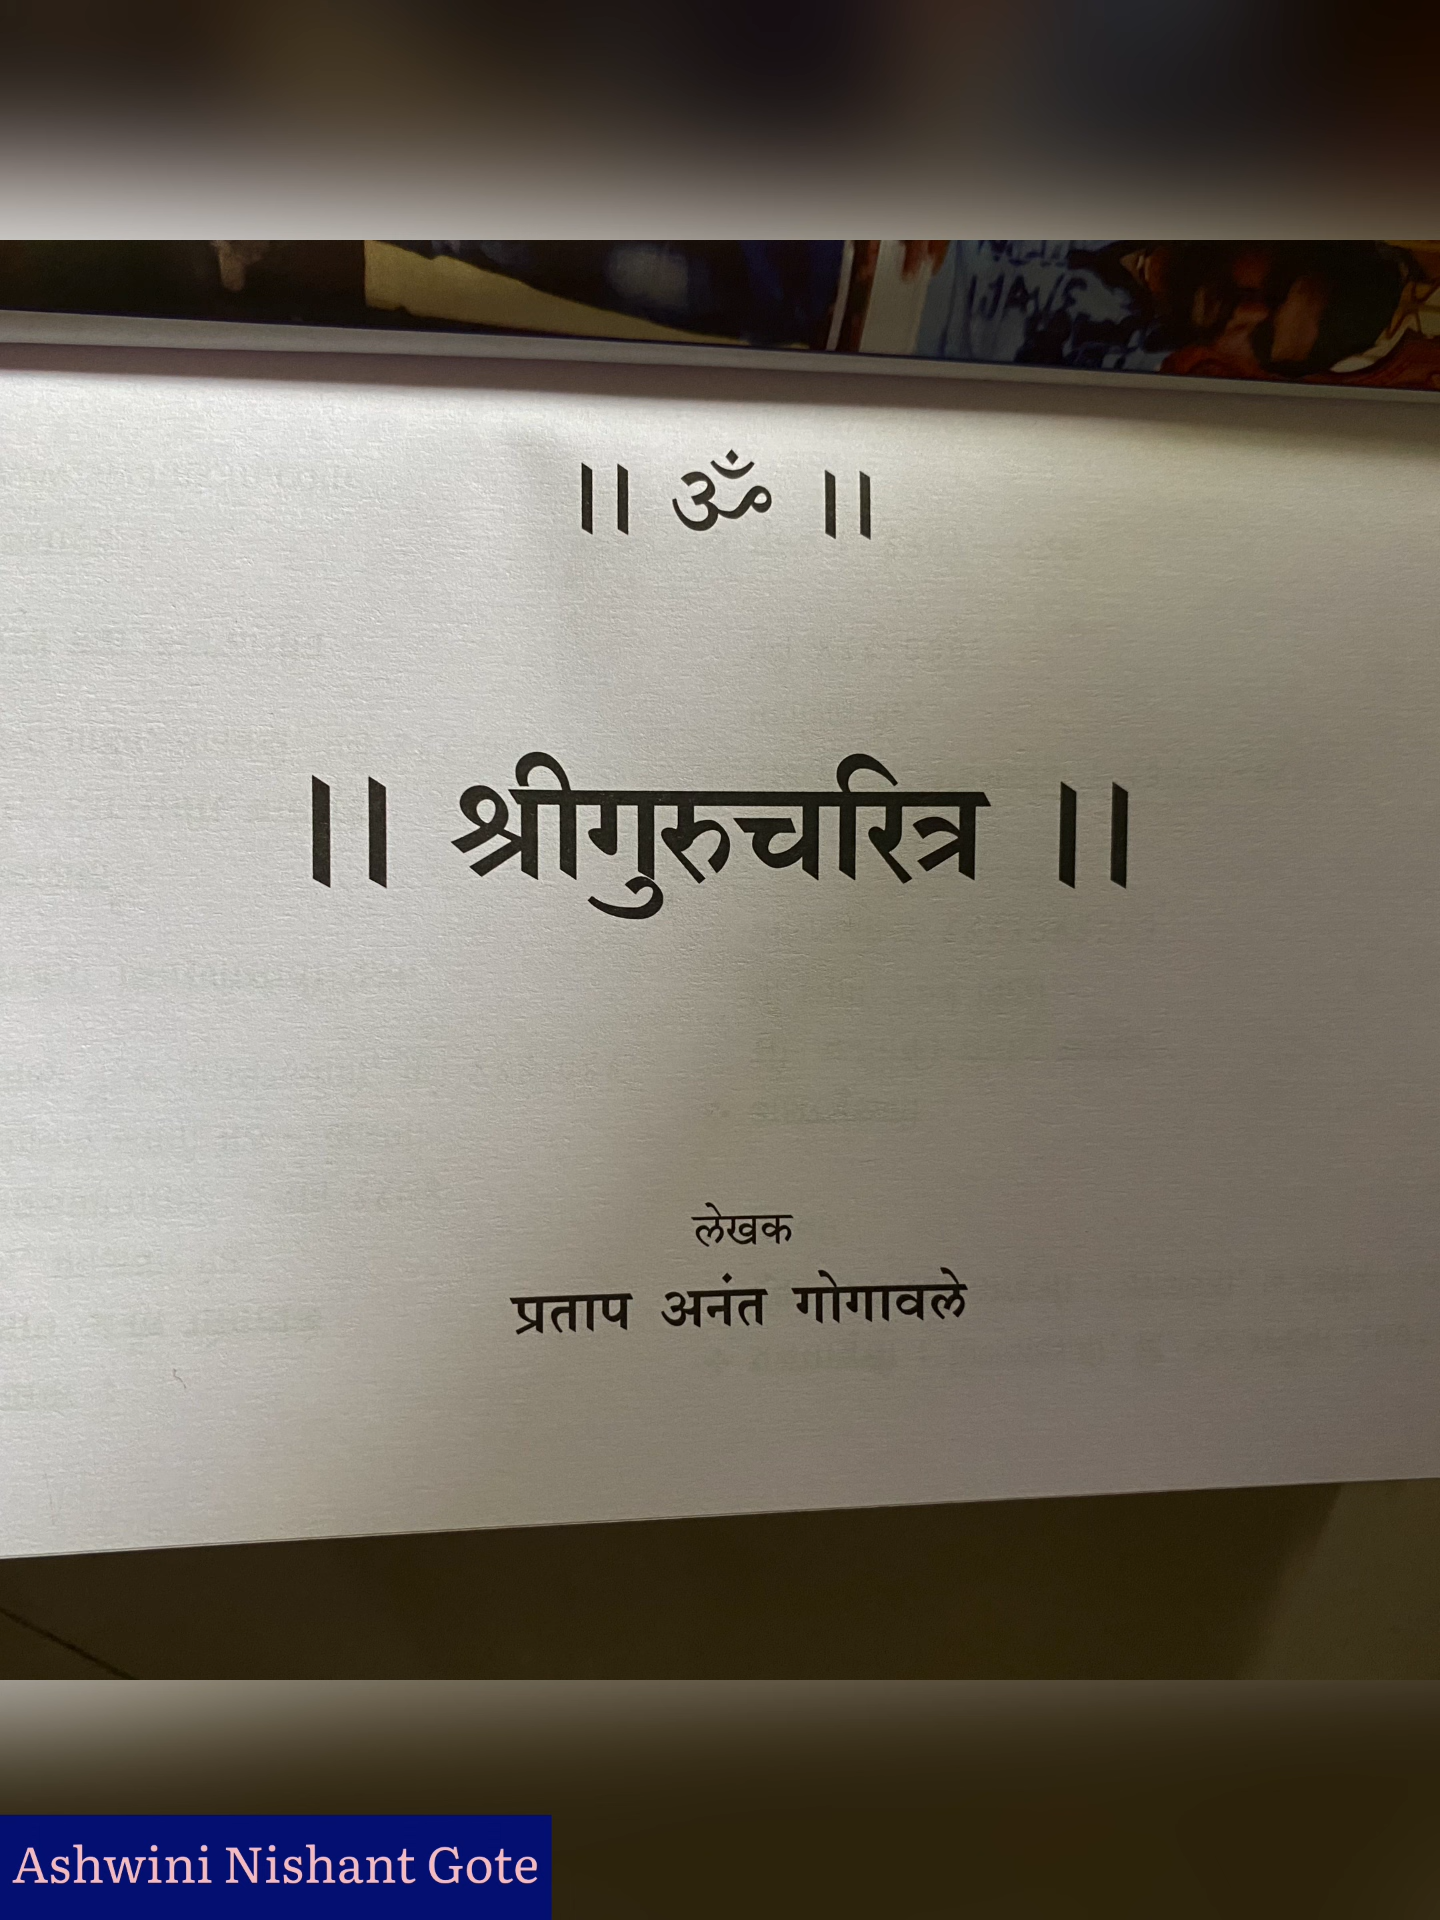 ।। ॐ ।।
।। श्रीगुरुचरित्र ।।
लेखक
प्रताप अनंत गोगावले
Ashwini Nishant Gote